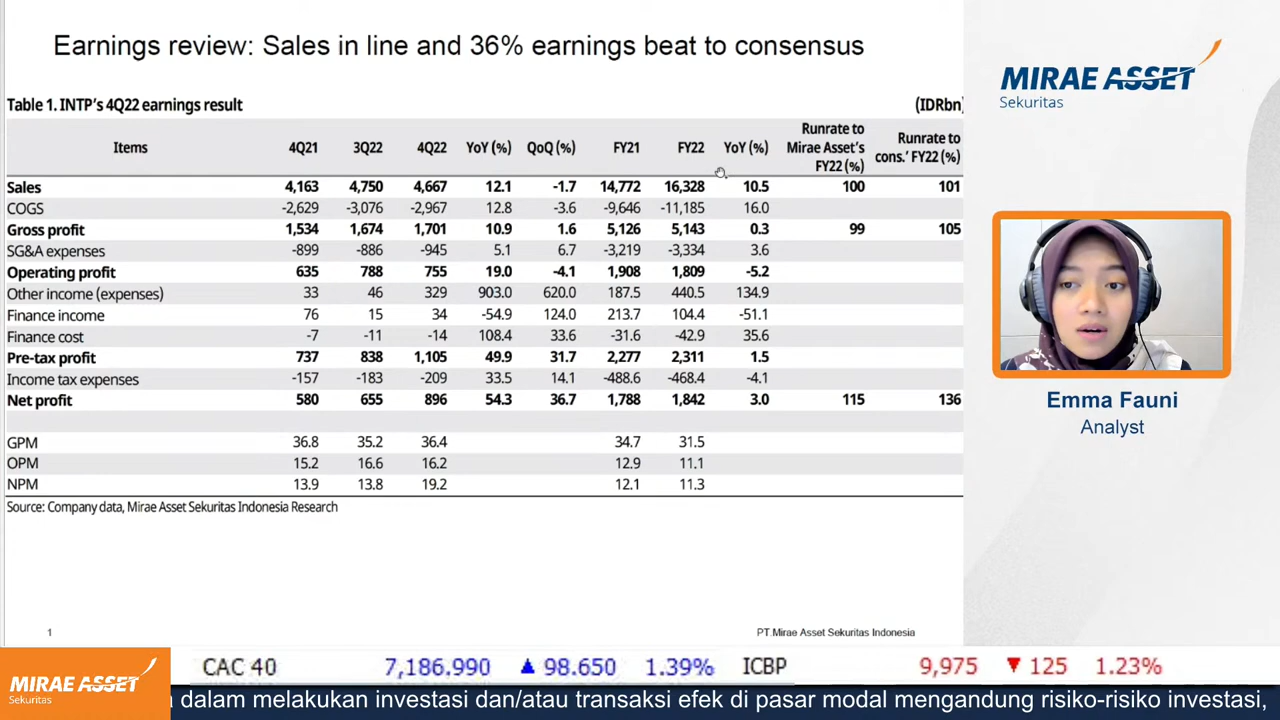 Earnings review: Sales in line and 36% earnings beat to consensus
MIRAE ASSET
Sekuritas
Table 1. INTP's 4Q22 earnings result (IDRbn)
Items 4Q21 3Q22 4Q22 YoY (%) QoQ (%) FY21 FY22 YoY (%) Runrate to Mirae Asset's FY22 (%) Runrate to cons.' FY22 (%)
Sales 4,163 4,750 4,667 12.1 -1.7 14,772 16,328 10.5 100 101
COGS -2,629 -3,076 -2,967 12.8 -3.6 -9,646 -11,185 16.0
Gross profit 1,534 1,674 1,701 10.9 1.6 5,126 5,143 0.3 99 105
SG&A expenses -899 -886 -945 5.1 6.7 -3,219 -3,334 3.6
Operating profit 635 788 755 19.0 -4.1 1,908 1,809 -5.2
Other income (expenses) 33 46 329 903.0 620.0 187.5 440.5 134.9
Finance income 76 15 34 -54.9 124.0 213.7 104.4 -51.1
Finance cost -7 -11 -14 108.4 33.6 -31.6 -42.9 35.6
Pre-tax profit 737 838 1,105 49.9 31.7 2,277 2,311 1.5
Income tax expenses -157 -183 -209 33.5 14.1 -488.6 -468.4 -4.1
Net profit 580 655 896 54.3 36.7 1,788 1,842 3.0 115 136
GPM 36.8 35.2 36.4 34.7 31.5
OPM 15.2 16.6 16.2 12.9 11.1
NPM 13.9 13.8 19.2 12.1 11.3
Source: Company data, Mirae Asset Sekuritas Indonesia Research
Emma Fauni
Analyst
1 PT.Mirae Asset Sekuritas Indonesia
MIRAE ASSET
Sekuritas
CAC 40 7,186.990 ▲ 98.650 1.39% ICBP 9,975 ▼ 125 1.23%
a dalam melakukan investasi dan/atau transaksi efek di pasar modal mengandung risiko-risiko investasi,